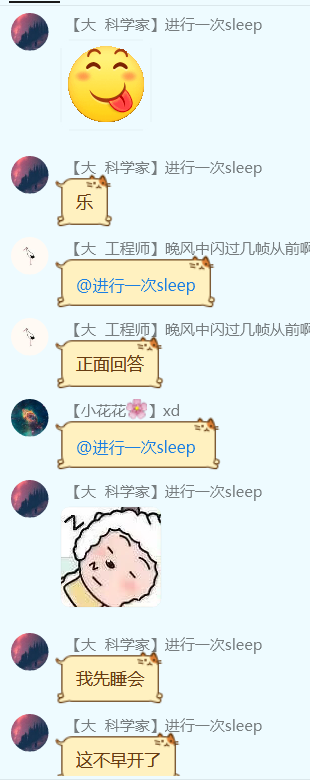 【大 科学家】进行一次sleep
【大 科学家】进行一次sleep
乐
【大 工程师】晚风中闪过几帧从前啊
@进行一次sleep
【大 工程师】晚风中闪过几帧从前啊
正面回答
【小花花🌸】xd
@进行一次sleep
【大 科学家】进行一次sleep
【大 科学家】进行一次sleep
我先睡会
【大 科学家】进行一次sleep
这不早开了